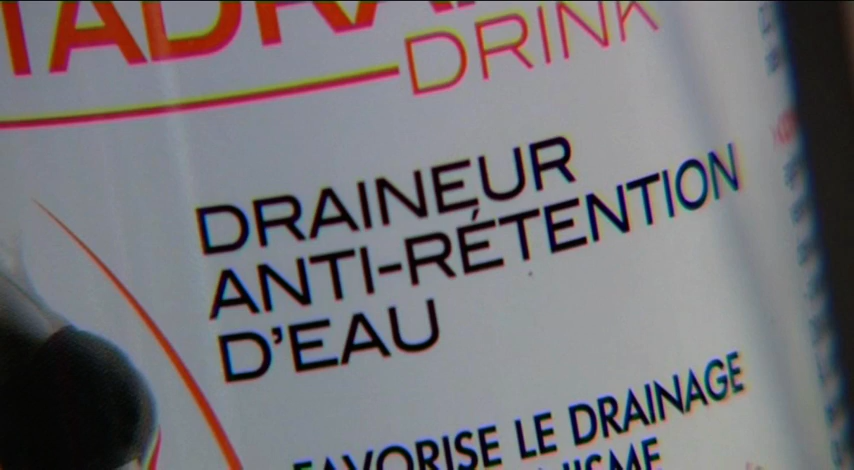 DRINK
DRAINEUR
ANTI-RÉTENTION
D'EAU
FAVORISE LE DRAINAGE